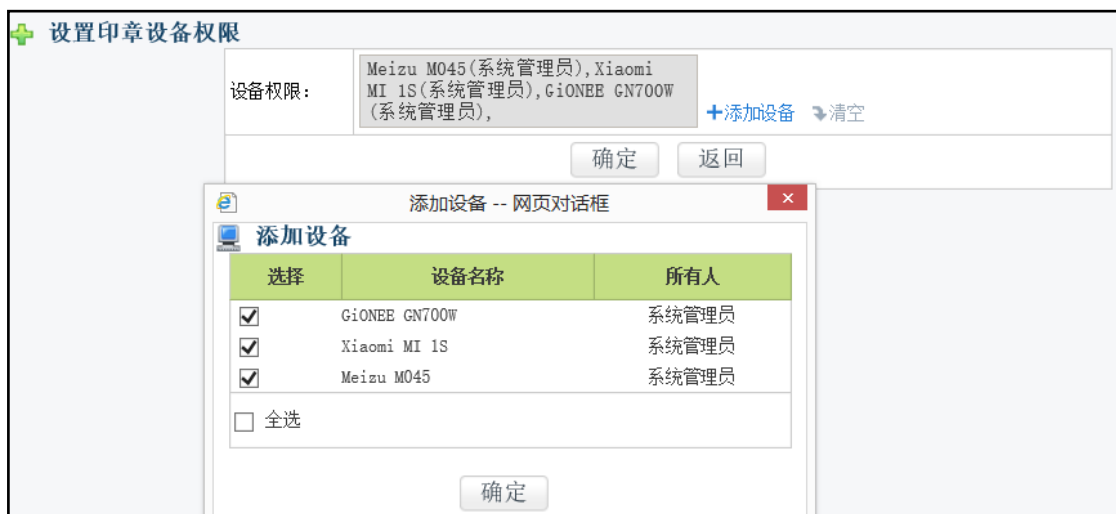 设置印章设备权限
设备权限:
Meizu M045(系统管理员),Xiaomi
MI 1S(系统管理员),GiONEE GN700W
(系统管理员),
添加设备 清空
确定 返回
添加设备 -- 网页对话框
添加设备
选择 设备名称 所有人
GiONEE GN700W 系统管理员
Xiaomi MI 1S 系统管理员
Meizu M045 系统管理员
全选
确定